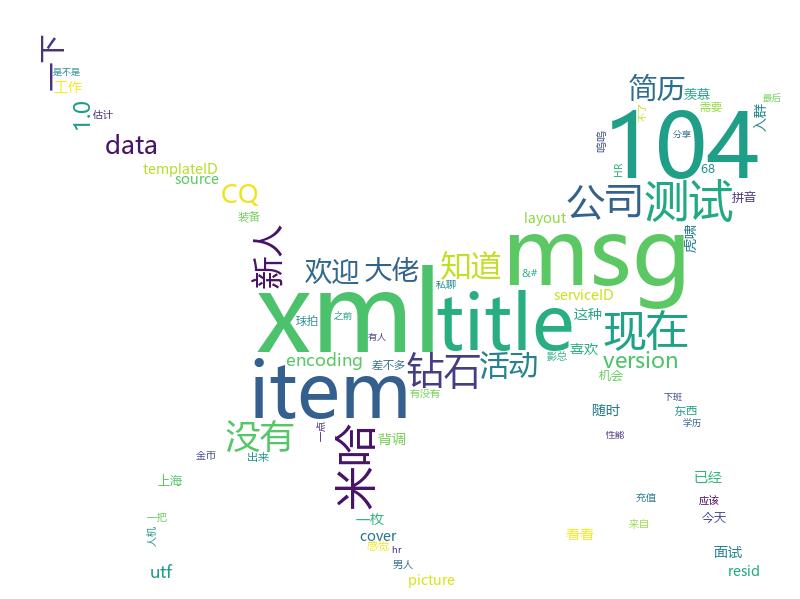 一下
是不是
工作
1.0
估计
data
templateID
source
CQ
装备
新人
欢迎
大佬
知道
简历
羡慕
需要
最后
入群
不了
分享
呜呜
104
HR
68
拼音
公司
测试
layout
虎啸
msg
&#
私聊
serviceID
xml
title
球拍
之前
这种
现在
有人
影总
喜欢
version
encoding
差不多
钻石
活动
机会
item
有没有
下班
随时
东西
学历
没有
一点
背调
性能
米哈
金币
出来
上海
已经
充值
应该
一把
一枚
来自
今天
人机
cover
看看
感觉
hr
面试
男人
utf
picture
resid